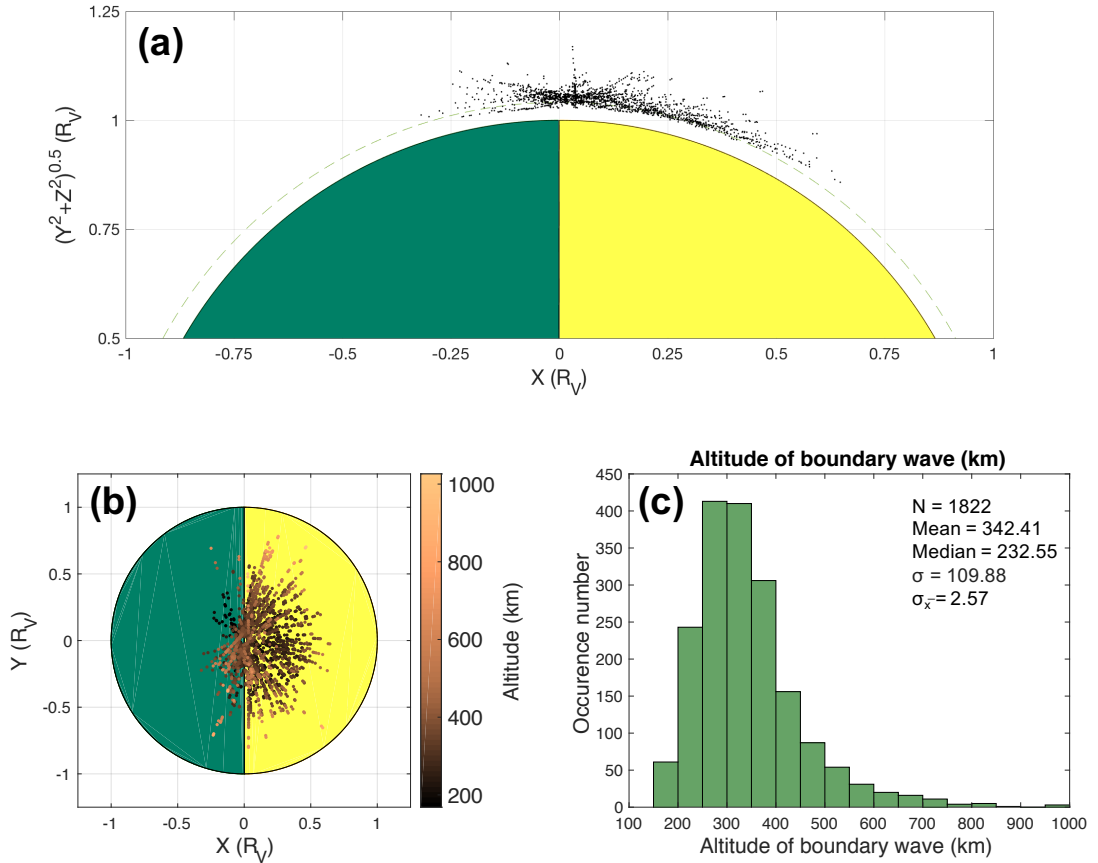 (a)
1.25
1
0.75
0.5
(Y²+Z²)^0.5 (R_V)
-1 -0.75 -0.5 -0.25 0 0.25 0.5 0.75 1
X (R_V)
(b)
1
0.5
0
-0.5
-1
Y (R_V)
-1 -0.5 0 0.5 1
X (R_V)
1000
800
600
400
200
Altitude (km)
Altitude of boundary wave (km)
(c)
450
400
350
300
250
200
150
100
50
0
Occurence number
N = 1822
Mean = 342.41
Median = 232.55
σ = 109.88
σ_x̄ = 2.57
100 200 300 400 500 600 700 800 900 1000
Altitude of boundary wave (km)